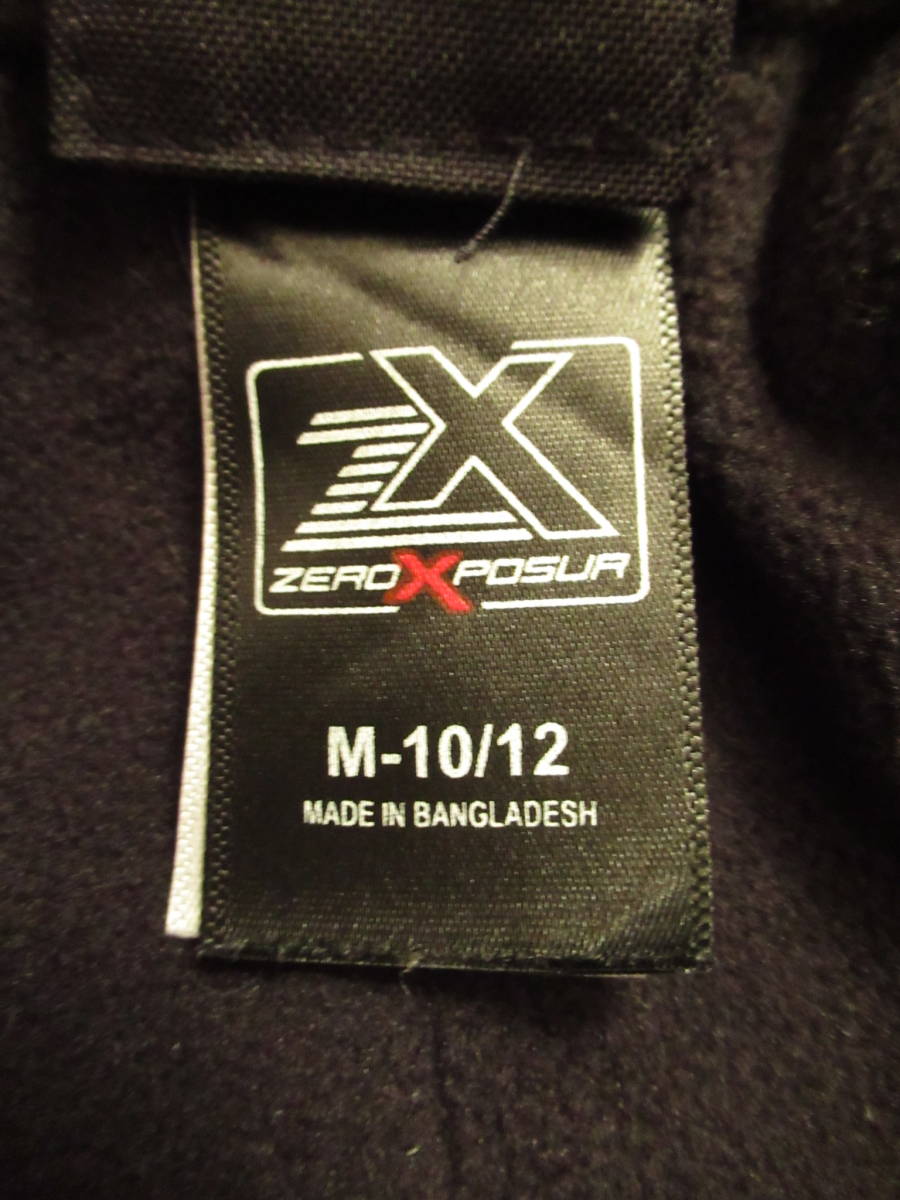 ZX
ZEROXPOSUR
M-10/12
MADE IN BANGLADESH